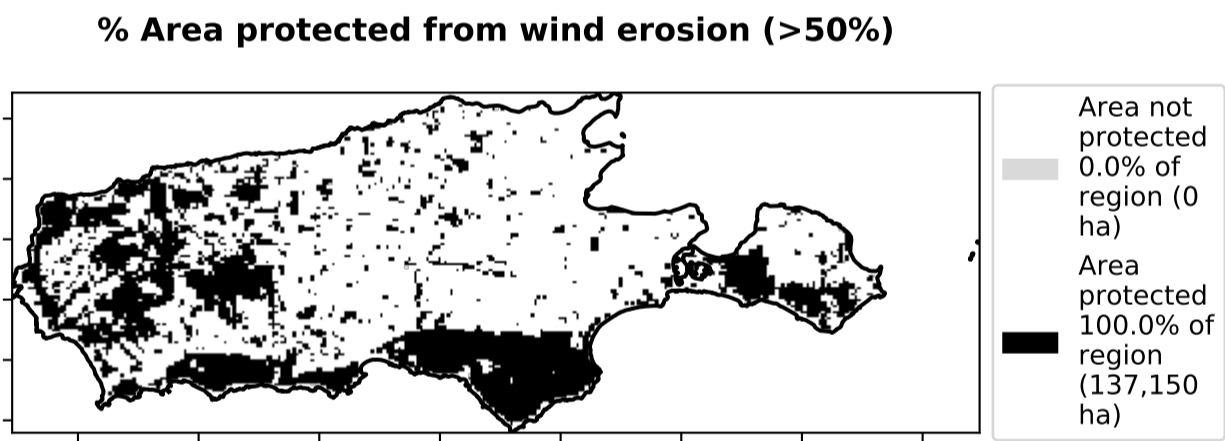 % Area protected from wind erosion (>50%)
Area not
protected
0.0% of
region (0
ha)
Area
protected
100.0% of
region
(137,150
ha)